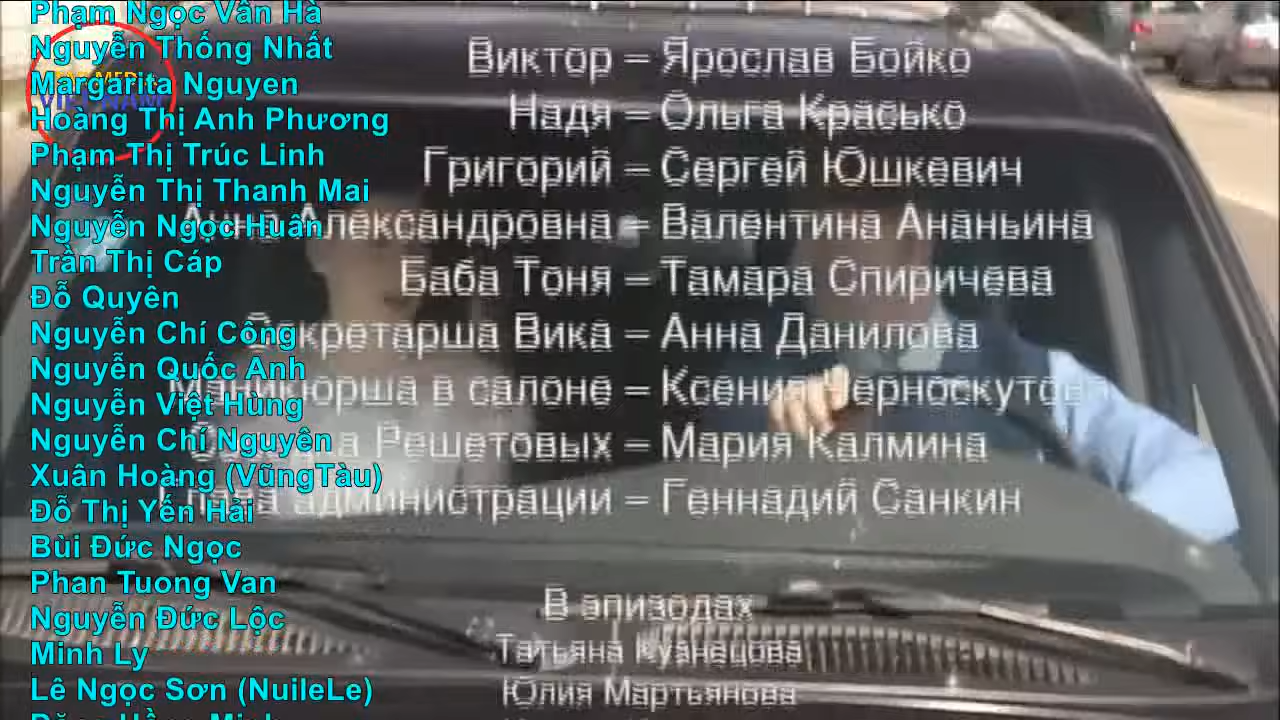 Phạm Ngọc Vân Hà
Nguyễn Thống Nhất
Margarita Nguyen
Hoàng Thị Anh Phương
Phạm Thị Trúc Linh
Nguyễn Thị Thanh Mai
Nguyễn Ngọc Huân
Trần Thị Cáp
Đỗ Quyên
Nguyễn Chí Công
Nguyễn Quốc Anh
Nguyễn Việt Hùng
Nguyễn Chí Nguyên
Xuân Hoàng (VũngTàu)
Đỗ Thị Yến Hải
Bùi Đức Ngọc
Phan Tuong Van
Nguyễn Đức Lộc
Minh Ly
Lê Ngọc Sơn (NuileLe)
VIETNAM
Виктор – Ярослав Бойко
Надя – Ольга Красько
Григорий – Сергей Юшкевич
Анна Александровна – Валентина Ананьина
Баба Тоня – Тамара Спиричева
Секретарша Вика – Анна Данилова
Маникюрша в салоне – Ксения Черноскутова
Решетовых – Мария Калмина
Глава администрации – Геннадий Санкин
В эпизодах
Татьяна Кузнецова
Юлия Мартьянова